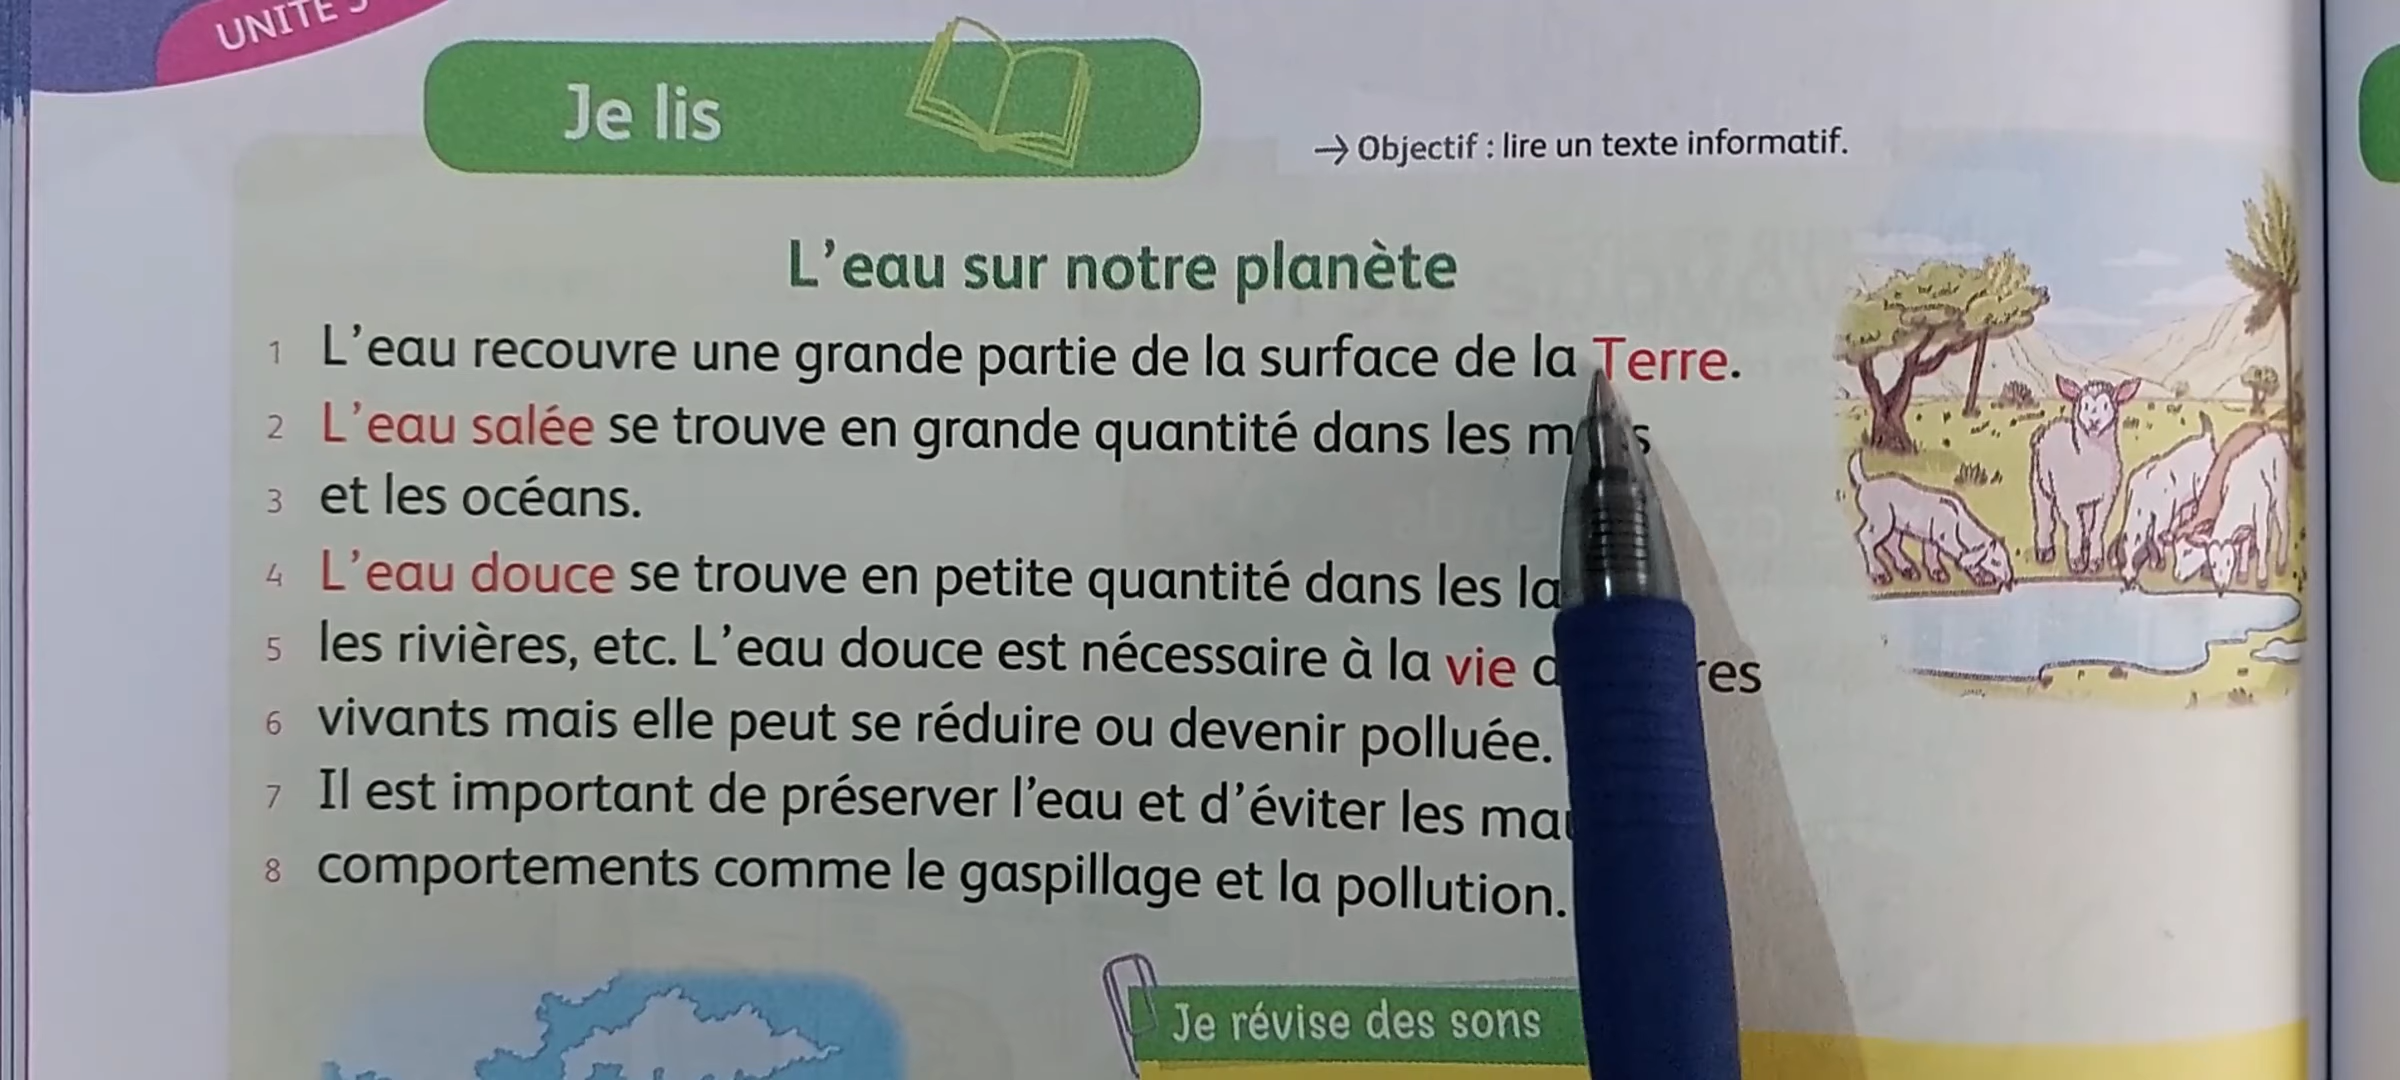 UNITÉ
Je lis
→ Objectif : lire un texte informatif.
L'eau sur notre planète
1 L'eau recouvre une grande partie de la surface de la Terre.
2 L'eau salée se trouve en grande quantité dans les
3 et les océans.
4 L'eau douce se trouve en petite quantité dans les
5 les rivières, etc. L'eau douce est nécessaire à la vie
6 vivants mais elle peut se réduire ou devenir polluée.
7 Il est important de préserver l'eau et d'éviter les
8 comportements comme le gaspillage et la pollution.
Je révise des sons